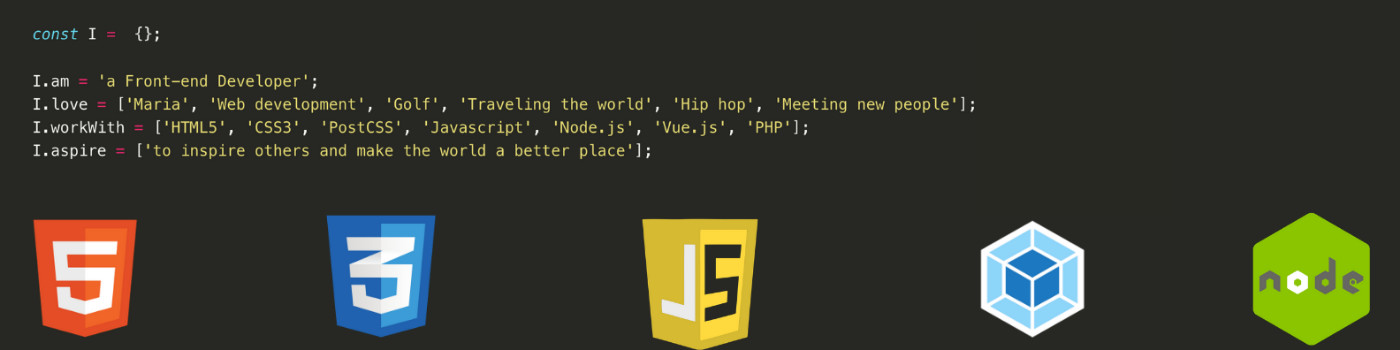 const I =  {};
I.am = 'a Front-end Developer';
I.love = ['Maria', 'Web development', 'Golf', 'Traveling the world', 'Hip hop', 'Meeting new people'];
I.workWith = ['HTML5', 'CSS3', 'PostCSS', 'Javascript', 'Node.js', 'Vue.js', 'PHP'];
I.aspire = ['to inspire others and make the world a better place'];
5 3 JS node